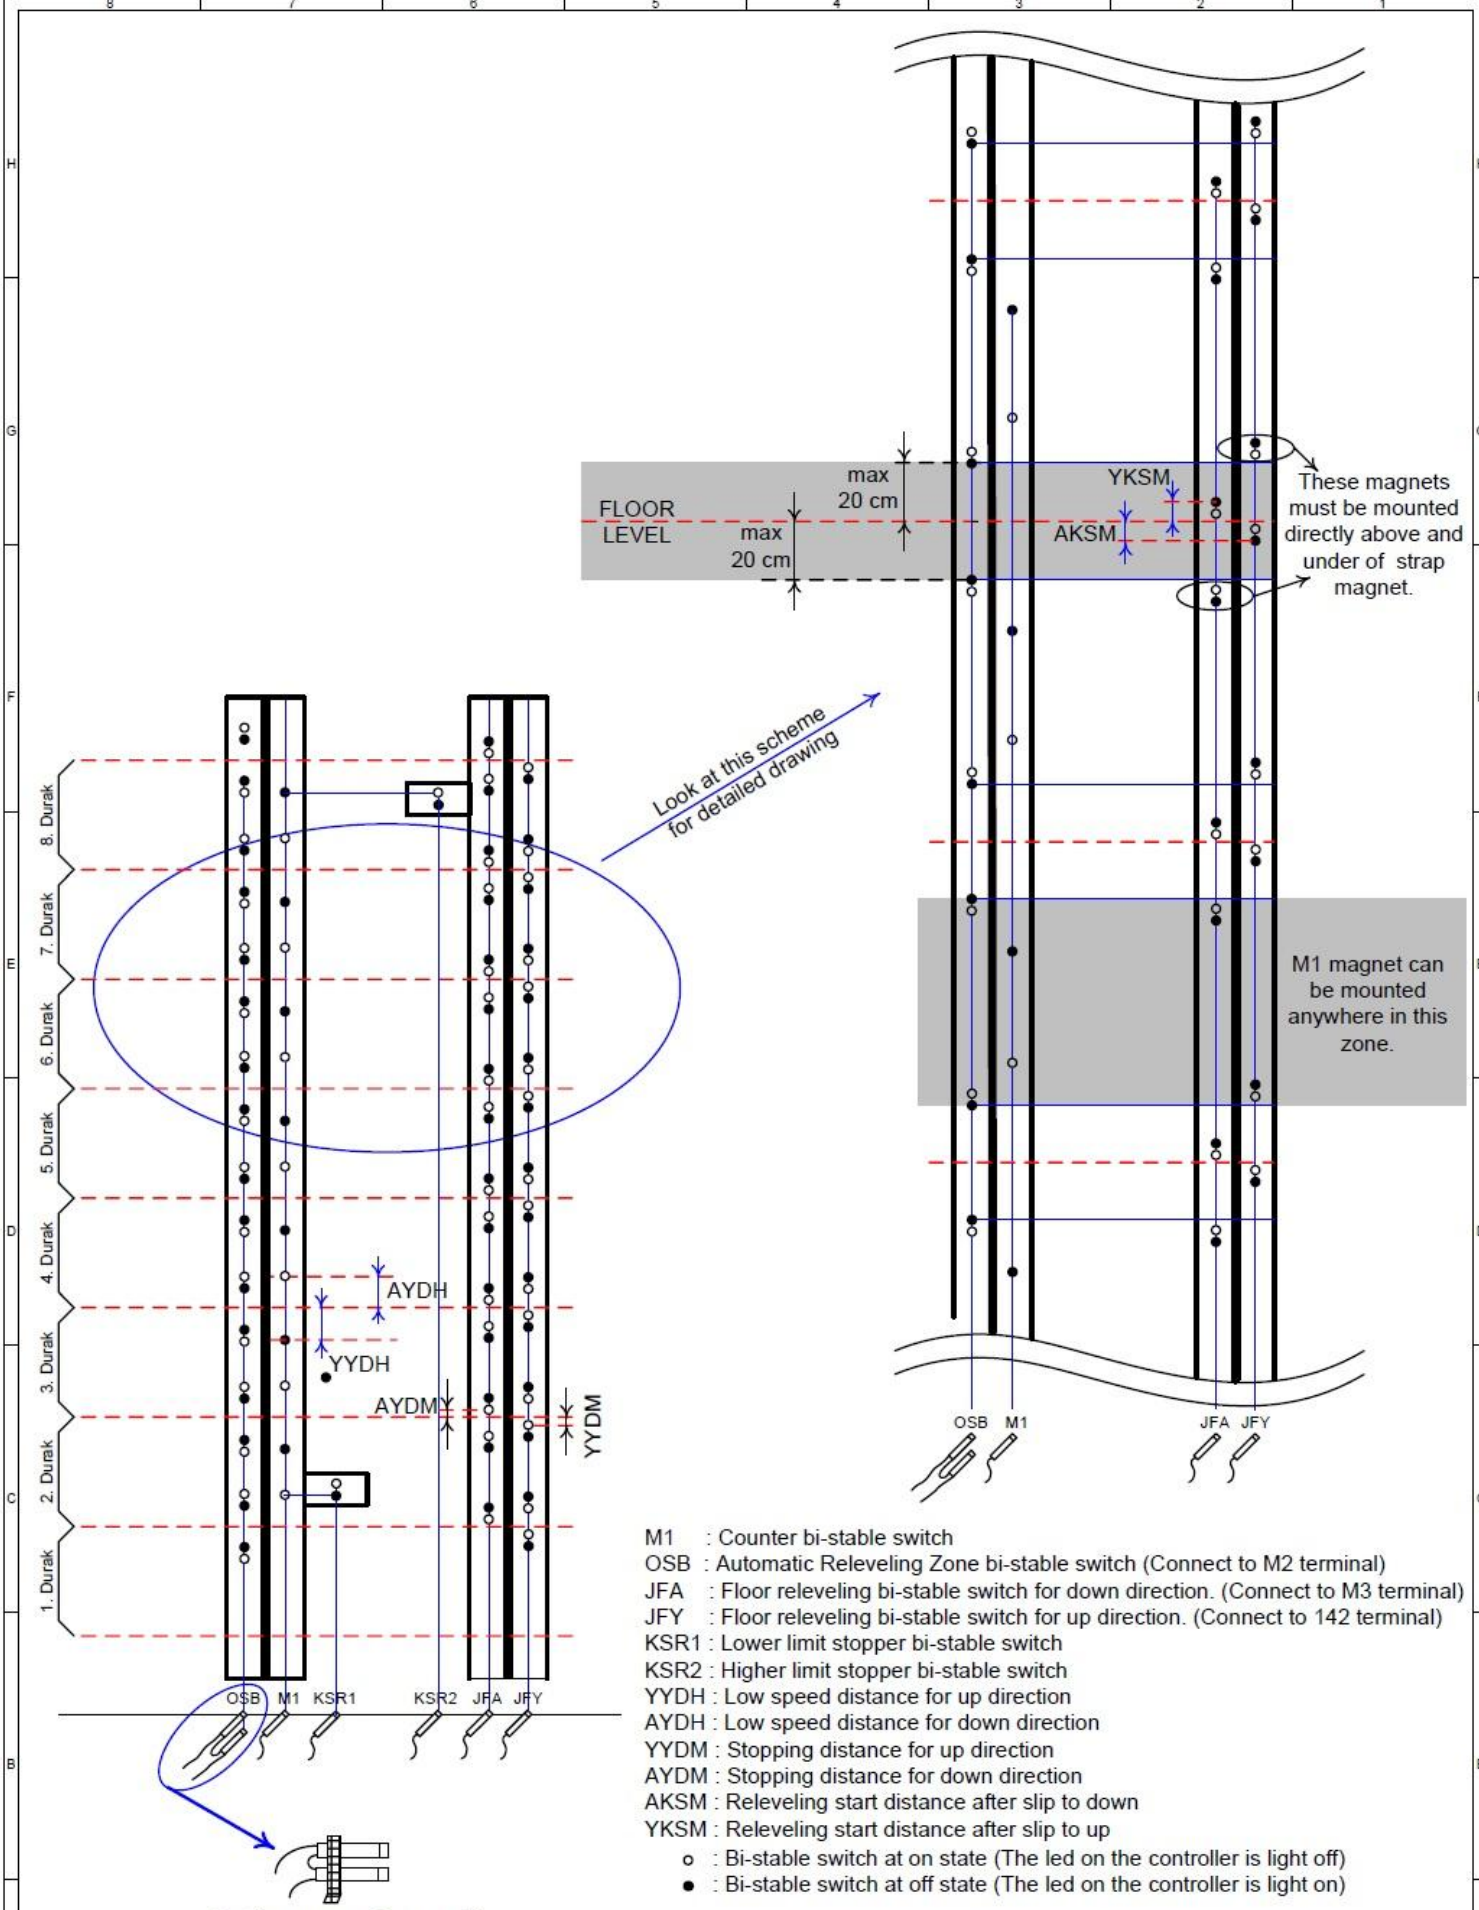 8 7 6 5 4 3 2 1
H
G
F
E
D
C
B
FLOOR
LEVEL
max
20 cm
max
20 cm
YKSM
AKSM
These magnets
must be mounted
directly above and
under of strap
magnet.
Look at this scheme
for detailed drawing
8. Durak
7. Durak
6. Durak
5. Durak
4. Durak
3. Durak
2. Durak
1. Durak
AYDH
YYDH
AYDM
YYDM
M1 magnet can
be mounted
anywhere in this
zone.
OSB M1 JFA JFY
OSB M1 KSR1 KSR2 JFA JFY
M1 : Counter bi-stable switch
OSB : Automatic Releveling Zone bi-stable switch (Connect to M2 terminal)
JFA : Floor releveling bi-stable switch for down direction. (Connect to M3 terminal)
JFY : Floor releveling bi-stable switch for up direction. (Connect to 142 terminal)
KSR1 : Lower limit stopper bi-stable switch
KSR2 : Higher limit stopper bi-stable switch
YYDH : Low speed distance for up direction
AYDH : Low speed distance for down direction
YYDM : Stopping distance for up direction
AYDM : Stopping distance for down direction
AKSM : Releveling start distance after slip to down
YKSM : Releveling start distance after slip to up
○ : Bi-stable switch at on state (The led on the controller is light off)
● : Bi-stable switch at off state (The led on the controller is light on)